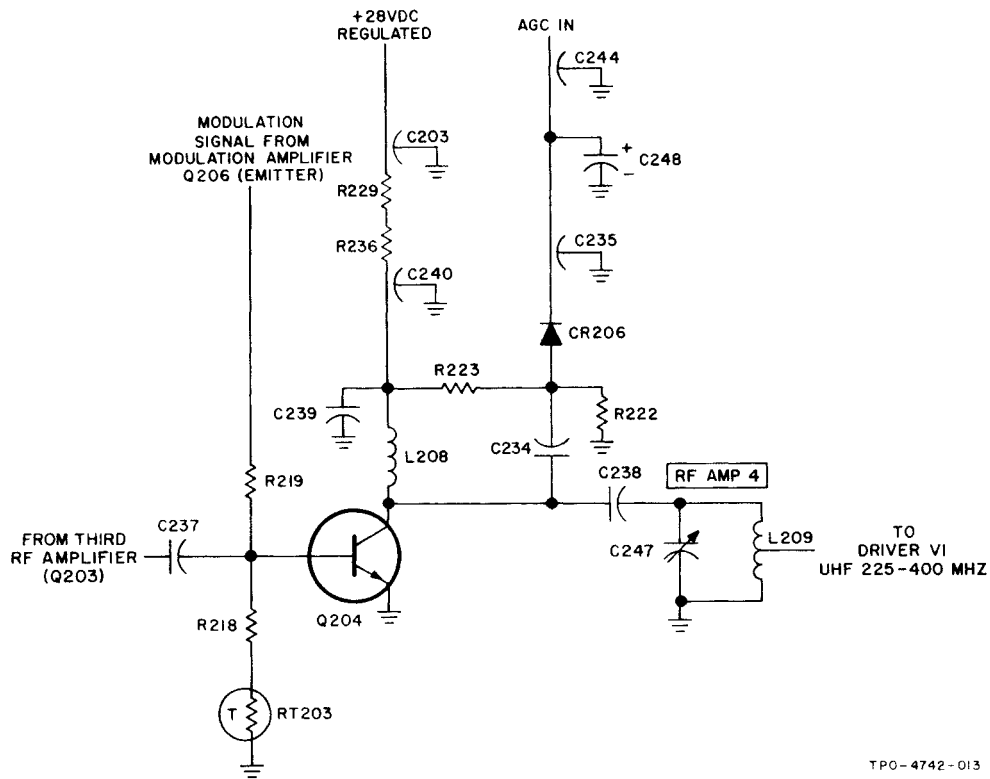 +28VDC
REGULATED
AGC IN
C244
MODULATION
SIGNAL FROM
MODULATION AMPLIFIER
Q206 (EMITTER)
C203
+
C248
-
R229
R236
C235
C240
CR206
R223
C239
R222
L208
C234
R219
C238
RF AMP 4
C237
FROM THIRD
RF AMPLIFIER
(Q203)
C247
L209
TO
DRIVER V1
UHF 225-400 MHZ
Q204
R218
T
RT203
TPO-4742-013